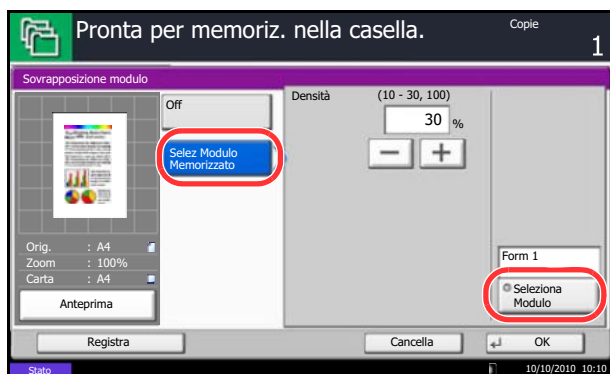 Pronta per memoriz. nella casella.
Copie
1
Sovrapposizione modulo
Off
Selez Modulo
Memorizzato
Densità
(10 - 30, 100)
30 %
Orig. : A4
Zoom : 100%
Carta : A4
Anteprima
Form 1
Seleziona
Modulo
Registra
Cancella
OK
Stato
10/10/2010 10:10